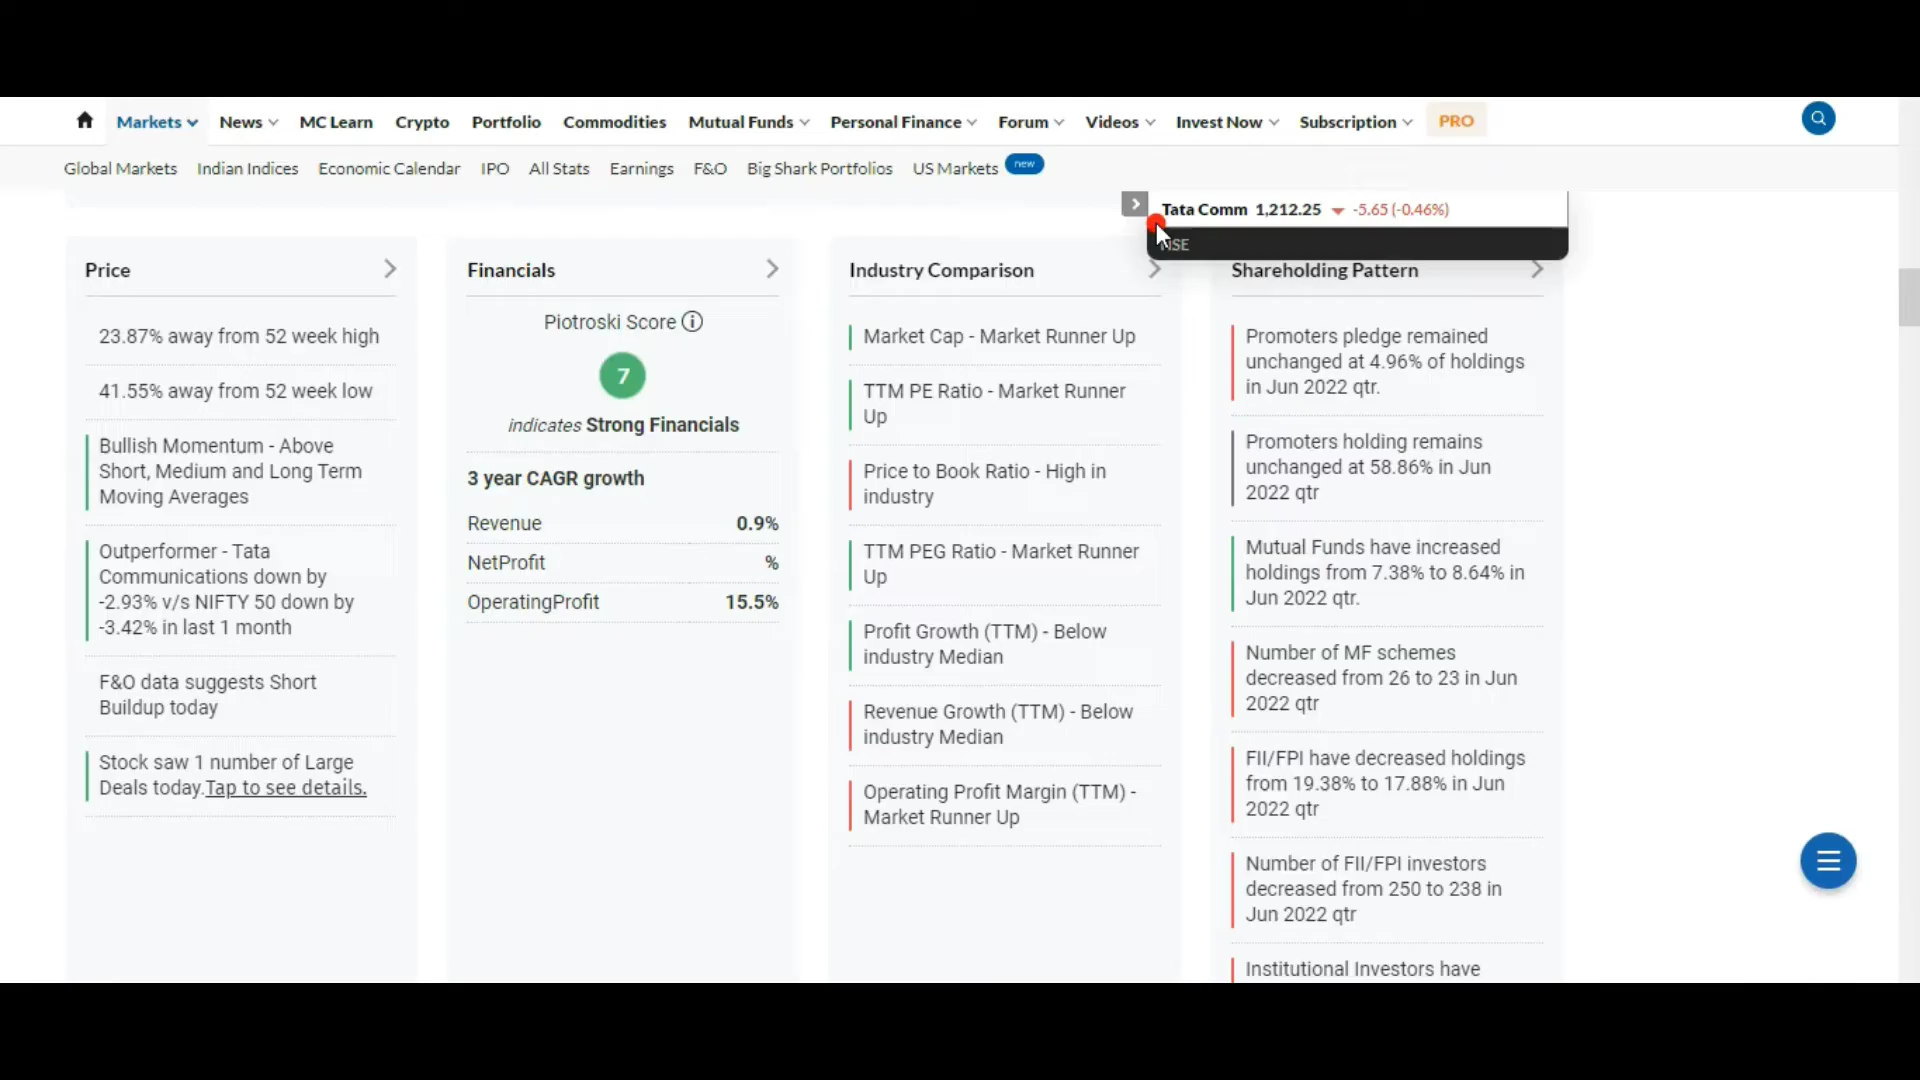 Markets News MC Learn Crypto Portfolio Commodities Mutual Funds Personal Finance Forum Videos Invest Now Subscription PRO
Global Markets Indian Indices Economic Calendar IPO All Stats Earnings F&O Big Shark Portfolios US Markets new
Tata Comm 1,212.25 -5.65 (-0.46%)
Price
23.87% away from 52 week high
41.55% away from 52 week low
Bullish Momentum - Above
Short, Medium and Long Term
Moving Averages
Outperformer - Tata
Communications down by
-2.93% v/s NIFTY 50 down by
-3.42% in last 1 month
F&O data suggests Short
Buildup today
Stock saw 1 number of Large
Deals today.Tap to see details.
Financials
Piotroski Score
7
indicates Strong Financials
3 year CAGR growth
Revenue 0.9%
NetProfit %
OperatingProfit 15.5%
Industry Comparison
Market Cap - Market Runner Up
TTM PE Ratio - Market Runner
Up
Price to Book Ratio - High in
industry
TTM PEG Ratio - Market Runner
Up
Profit Growth (TTM) - Below
industry Median
Revenue Growth (TTM) - Below
industry Median
Operating Profit Margin (TTM) -
Market Runner Up
Shareholding Pattern
Promoters pledge remained
unchanged at 4.96% of holdings
in Jun 2022 qtr.
Promoters holding remains
unchanged at 58.86% in Jun
2022 qtr
Mutual Funds have increased
holdings from 7.38% to 8.64% in
Jun 2022 qtr.
Number of MF schemes
decreased from 26 to 23 in Jun
2022 qtr
FII/FPI have decreased holdings
from 19.38% to 17.88% in Jun
2022 qtr
Number of FII/FPI investors
decreased from 250 to 238 in
Jun 2022 qtr
Institutional Investors have